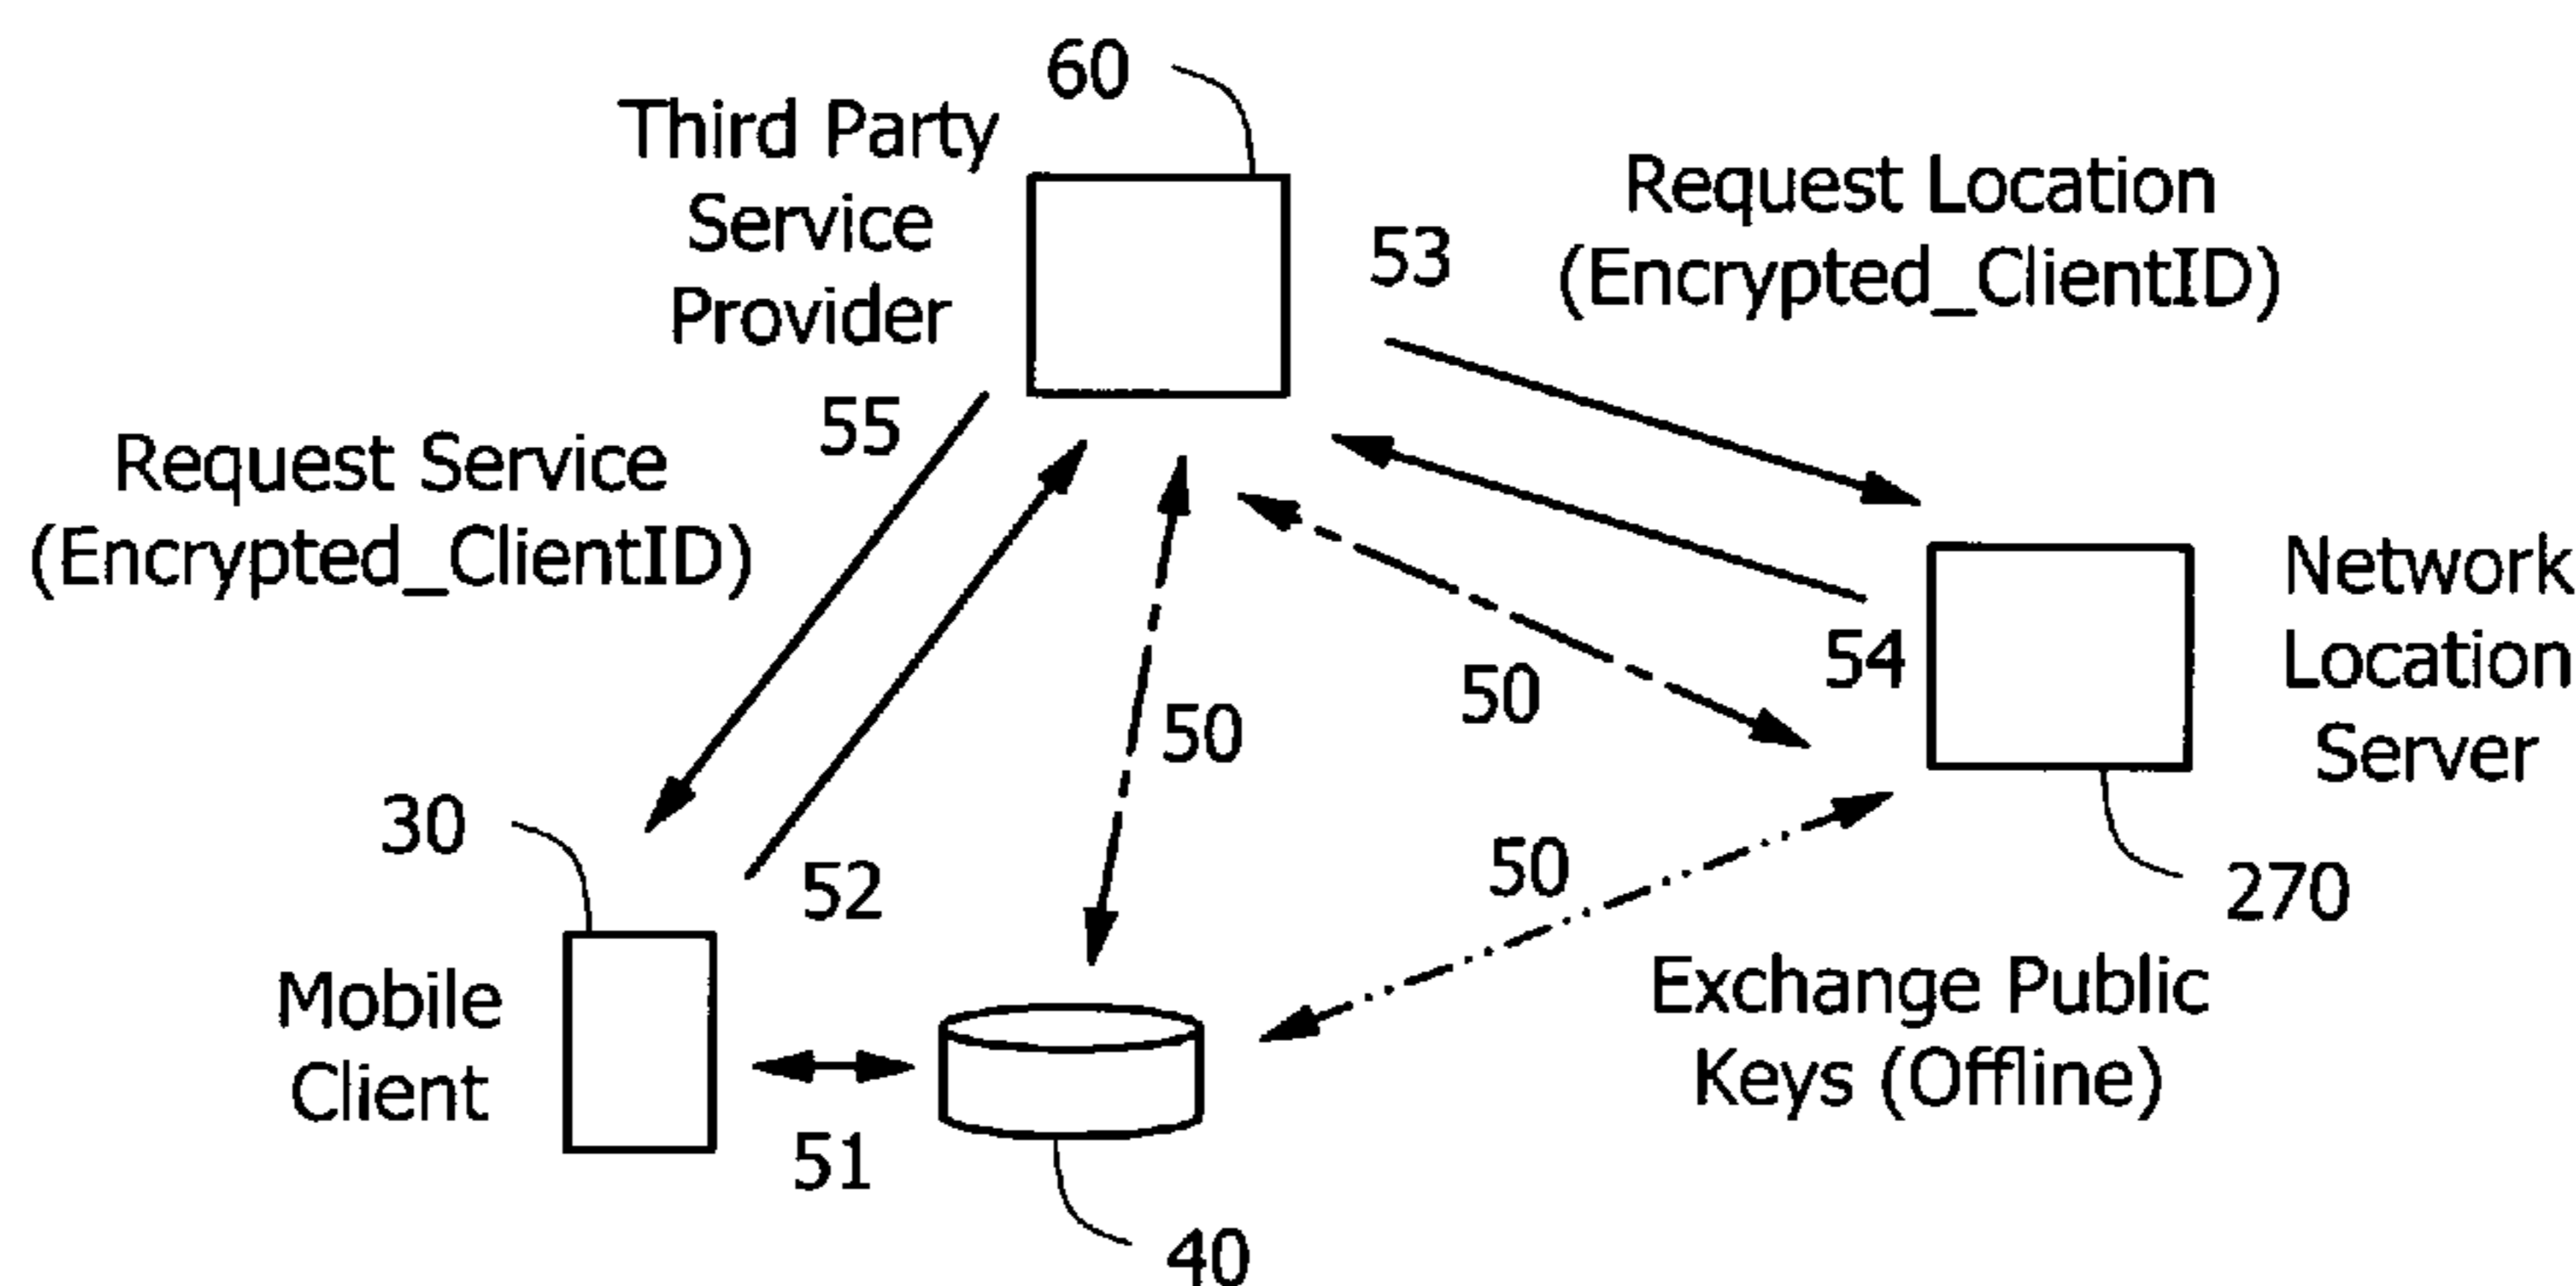 60
Third Party
Service
Provider
Request Location
(Encrypted_ClientID)
53
55
Request Service
(Encrypted_ClientID)
Network
Location
Server
54
50
50
30
50
52
270
Mobile
Client
Exchange Public
Keys (Offline)
51
40